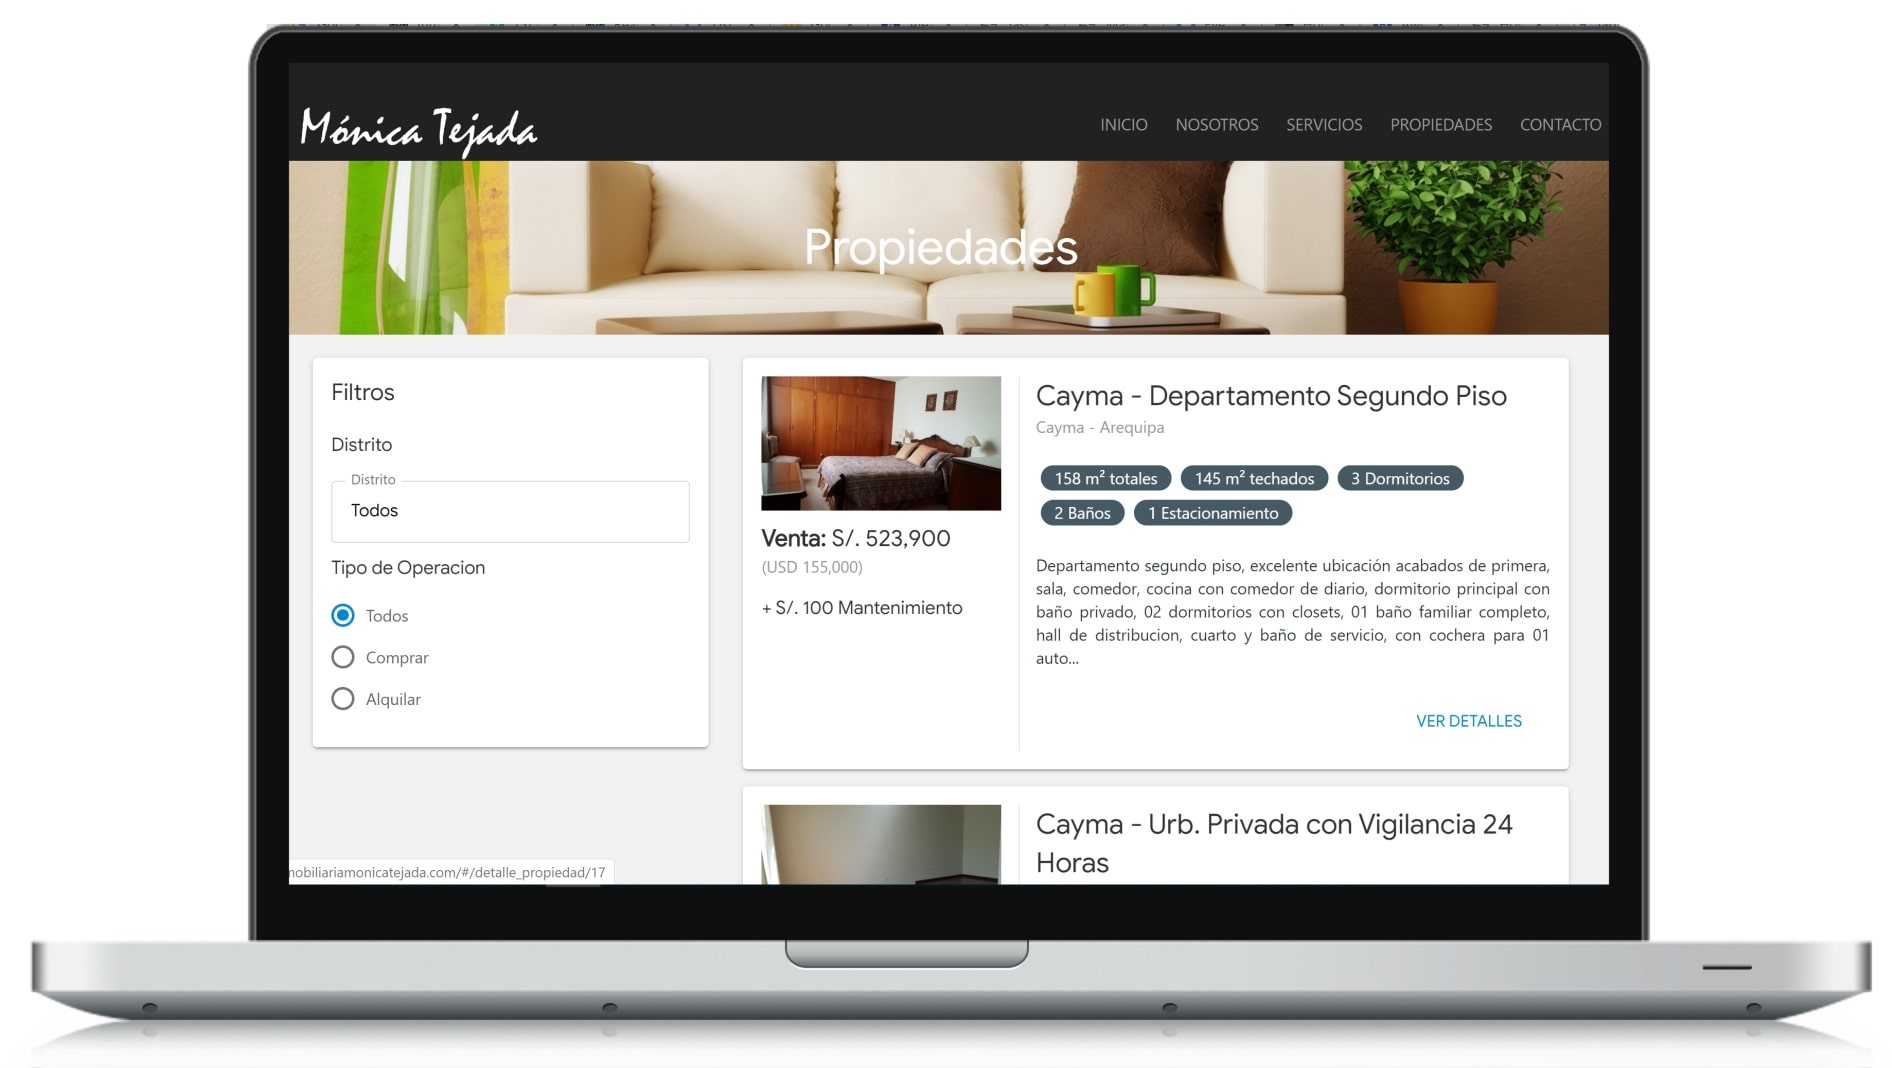 Mónica Tejada
INICIO NOSOTROS SERVICIOS PROPIEDADES CONTACTO
Propiedades
Filtros
Distrito
Distrito
Todos
Tipo de Operacion
Todos
Comprar
Alquilar
Venta: S/. 523,900
(USD 155,000)
+ S/. 100 Mantenimiento
Cayma - Departamento Segundo Piso
Cayma - Arequipa
158 m² totales 145 m² techados 3 Dormitorios
2 Baños 1 Estacionamiento
Departamento segundo piso, excelente ubicación acabados de primera,
sala, comedor, cocina con comedor de diario, dormitorio principal con
baño privado, 02 dormitorios con closets, 01 baño familiar completo,
hall de distribucion, cuarto y baño de servicio, con cochera para 01
auto...
VER DETALLES
Cayma - Urb. Privada con Vigilancia 24
Horas
mobiliariamonicatejada.com/#/detalle_propiedad/17